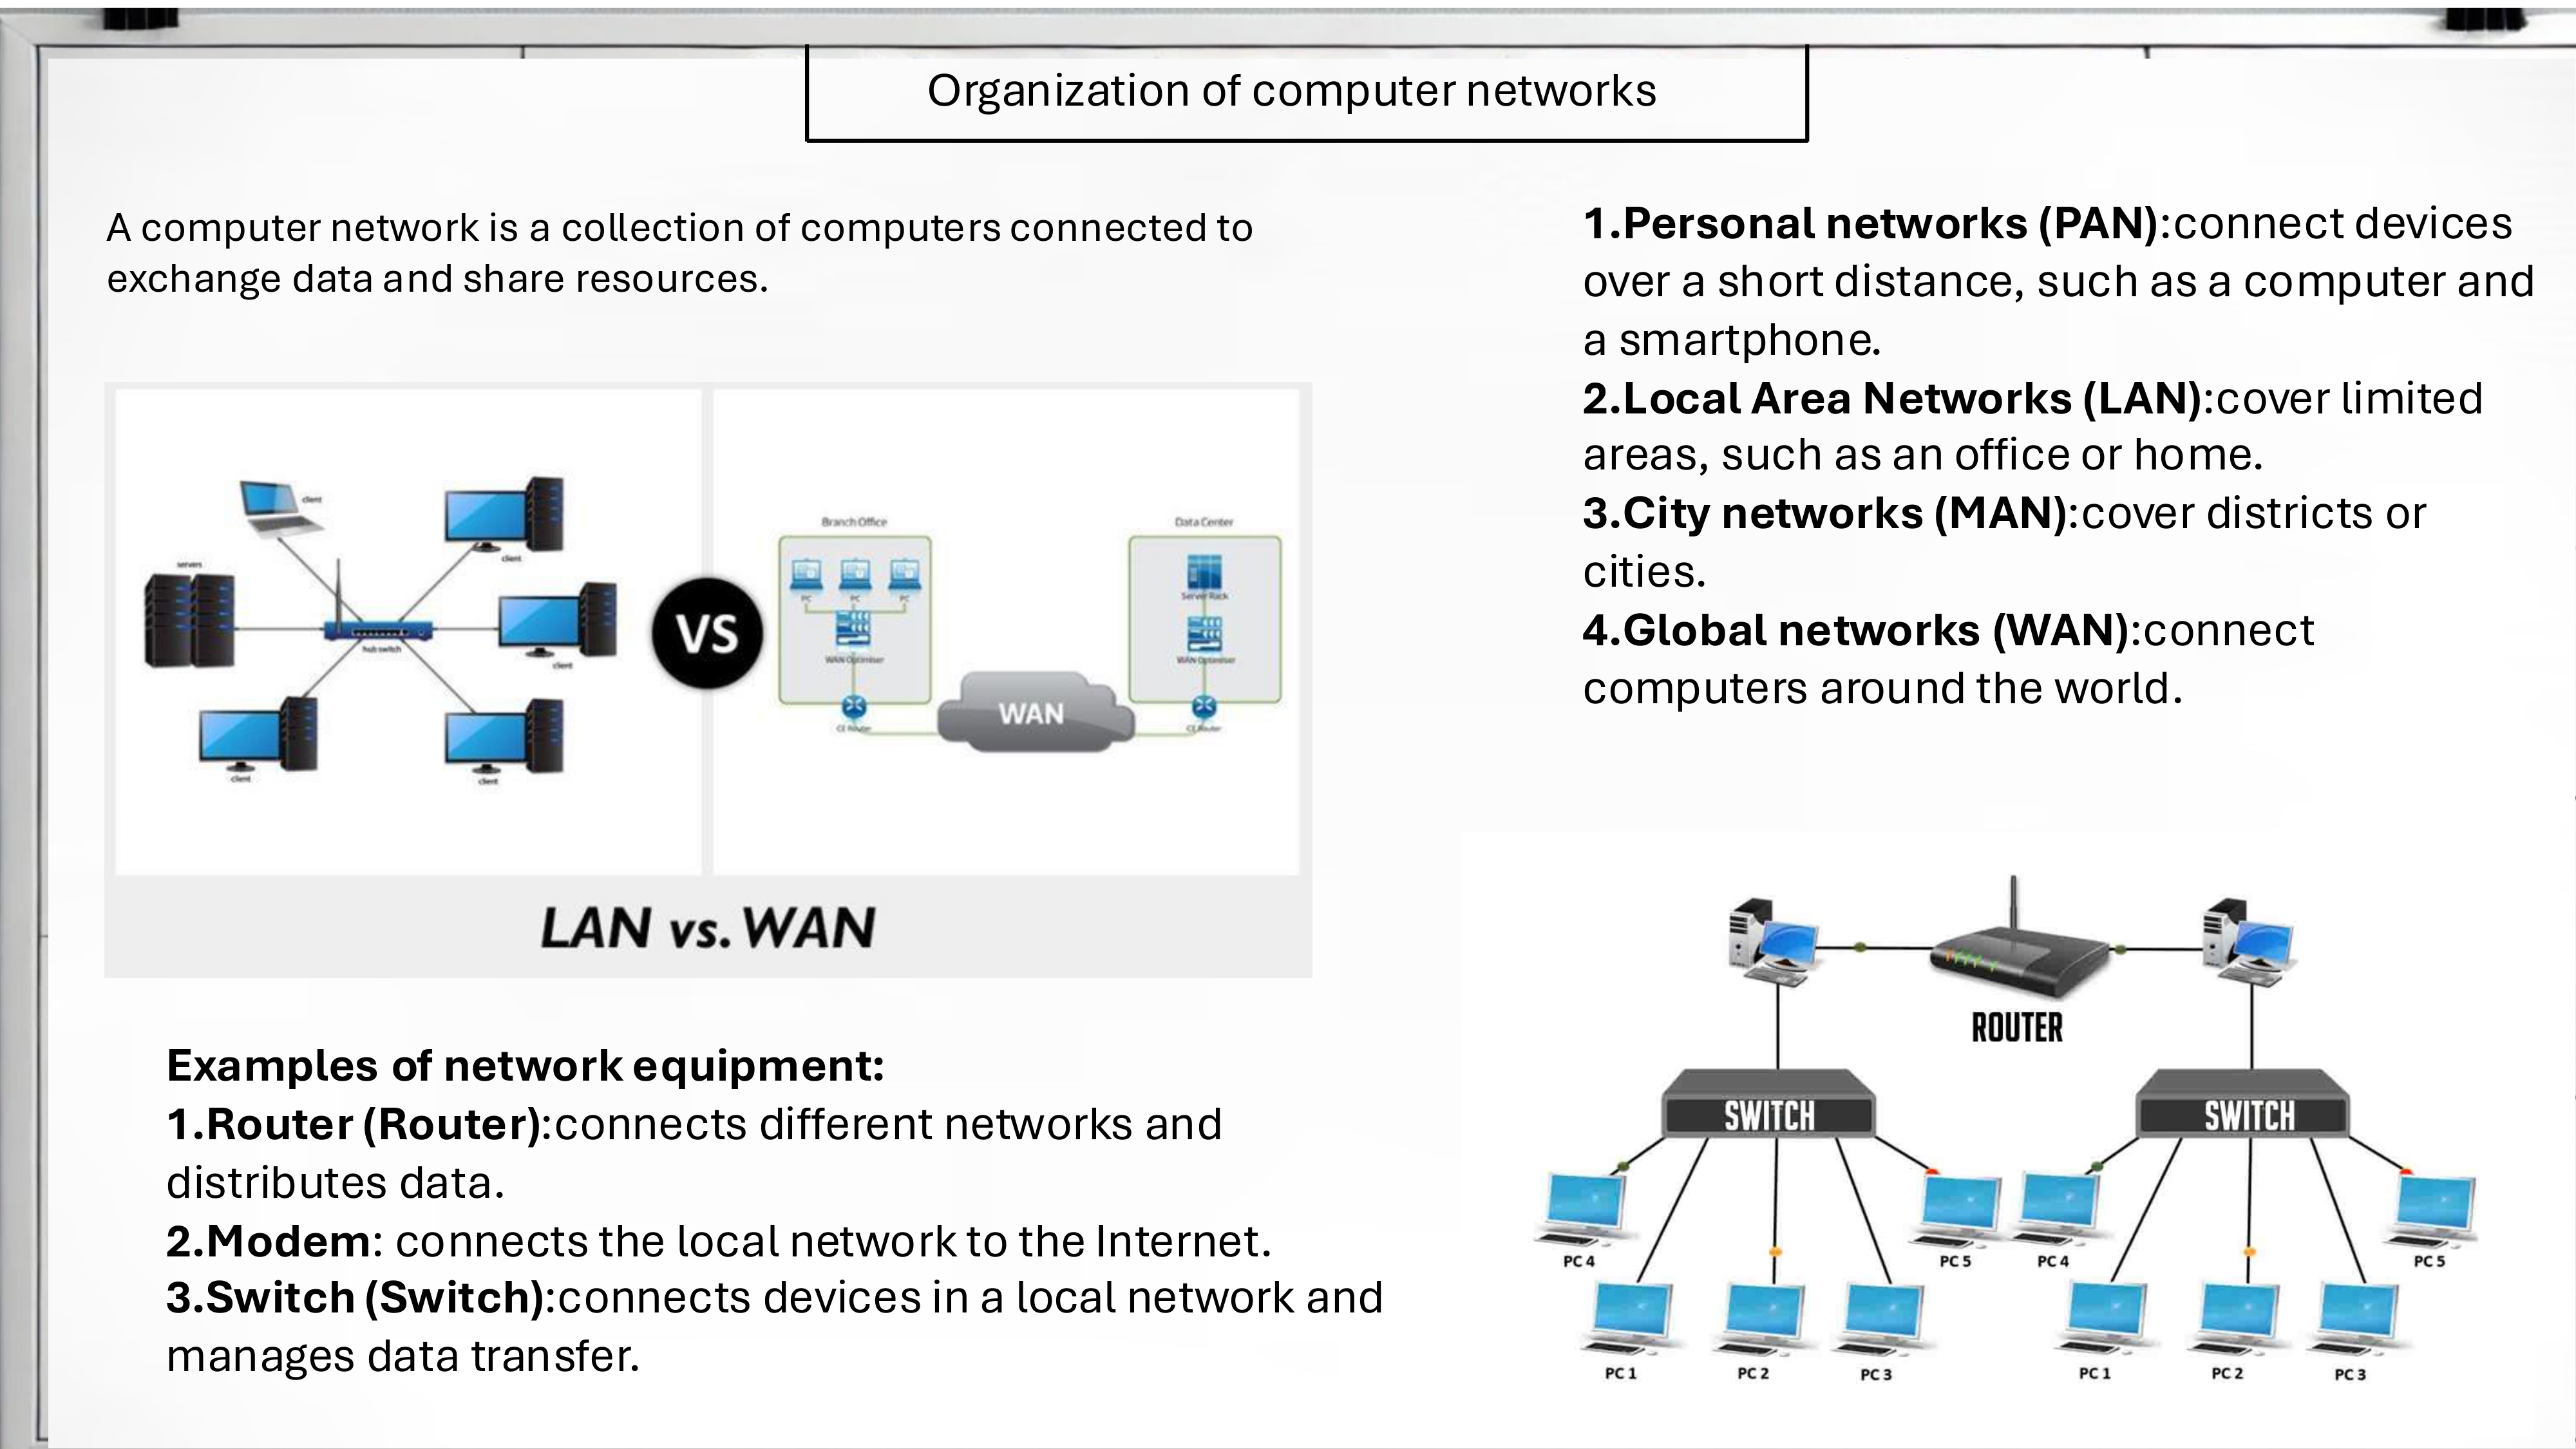 Organization of computer networks
A computer network is a collection of computers connected to
exchange data and share resources.
1.Personal networks (PAN):connect devices
over a short distance, such as a computer and
a smartphone.
2.Local Area Networks (LAN):cover limited
areas, such as an office or home.
3.City networks (MAN):cover districts or
cities.
4.Global networks (WAN):connect
computers around the world.
client
client
servers
client
hub switch
client
client
VS
Branch Office
PC PC PC
WAN Optimiser
CE Router
WAN
Data Center
Server Rack
WAN Optimiser
CE Router
LAN vs. WAN
Examples of network equipment:
1.Router (Router):connects different networks and
distributes data.
2.Modem: connects the local network to the Internet.
3.Switch (Switch):connects devices in a local network and
manages data transfer.
ROUTER
SWITCH
SWITCH
PC 4
PC 5
PC 4
PC 5
PC 1
PC 2
PC 3
PC 1
PC 2
PC 3